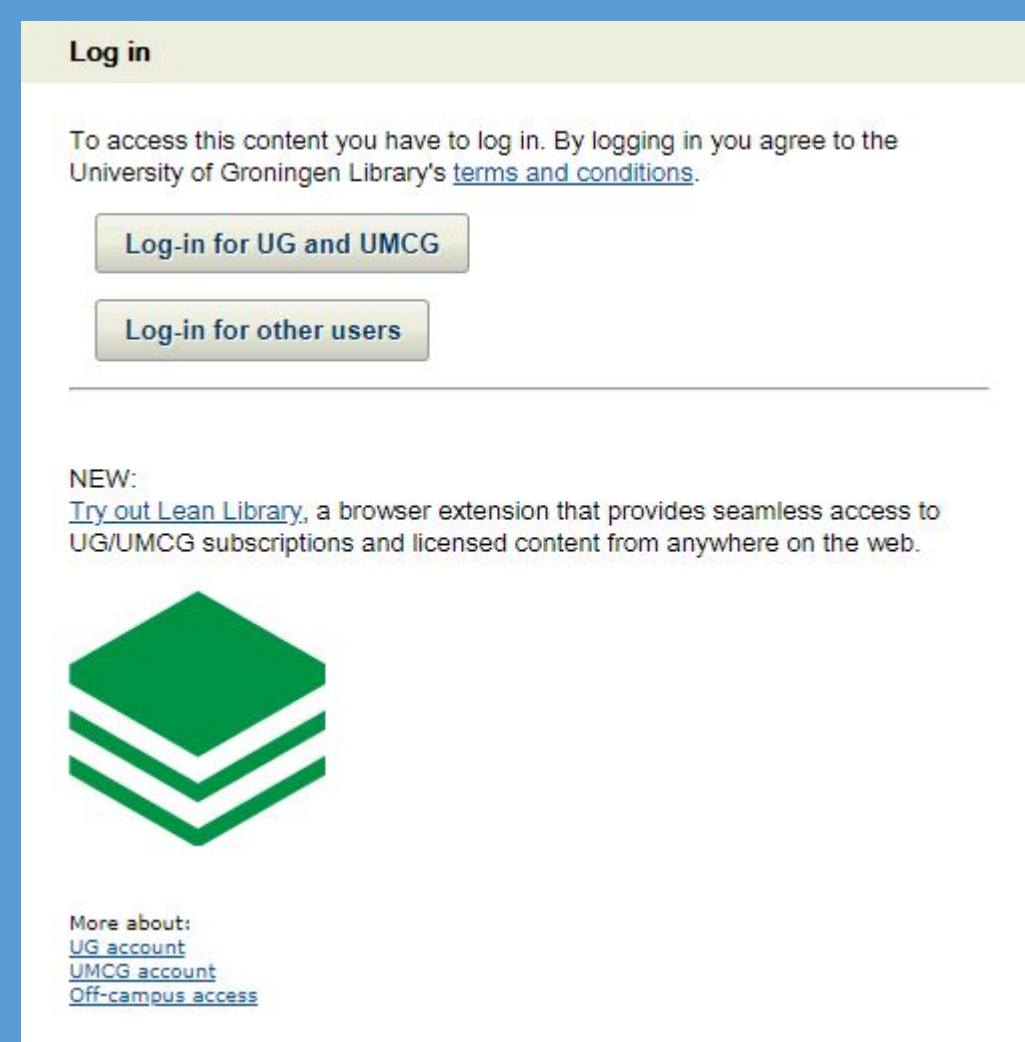 Log in
To access this content you have to log in. By logging in you agree to the
University of Groningen Library's terms and conditions.
Log-in for UG and UMCG
Log-in for other users
NEW:
Try out Lean Library, a browser extension that provides seamless access to
UG/UMCG subscriptions and licensed content from anywhere on the web.
More about:
UG account
UMCG account
Off-campus access